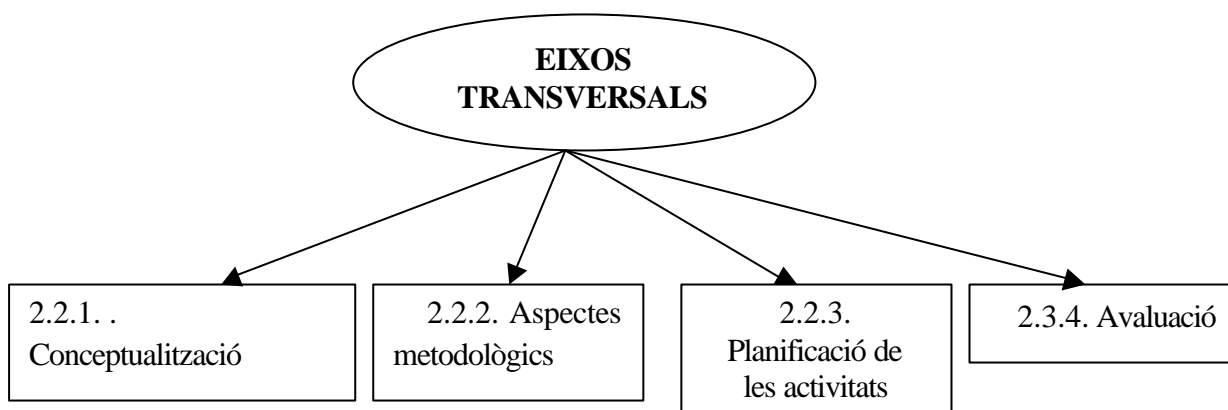 EIXOS
TRANSVERSALS
2.2.1. .
Conceptualització
2.2.2. Aspectes
metodològics
2.2.3.
Planificació de
les activitats
2.3.4. Avaluació